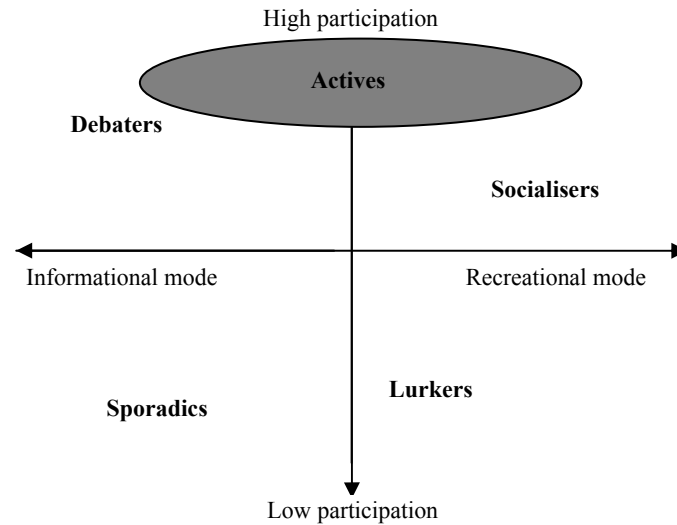 High participation
Actives
Debaters
Socialisers
Informational mode
Recreational mode
Lurkers
Sporadics
Low participation